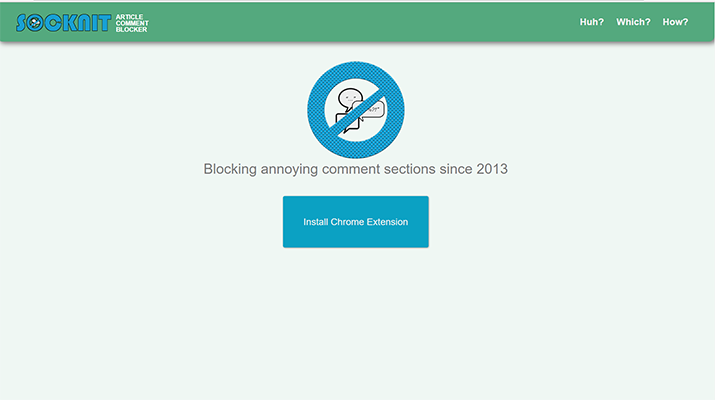 SOCKNIT
ARTICLE
COMMENT
BLOCKER
Huh? Which? How?
Blocking annoying comment sections since 2013
Install Chrome Extension